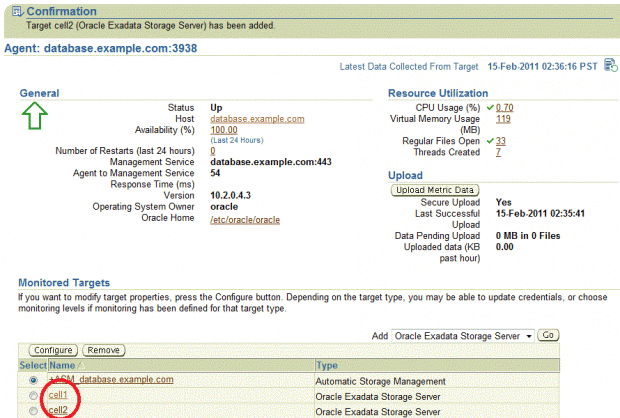 Confirmation
Target cell2 (Oracle Exadata Storage Server) has been added.
Agent: database.example.com:3938
Latest Data Collected From Target 15-Feb-2011 02:36:16 PST
General
Status Up
Host database.example.com
Availability (%) 100.00
(Last 24 Hours)
Number of Restarts (last 24 hours) 0
Management Service database.example.com:443
Agent to Management Service 54
Response Time (ms)
Version 10.2.0.4.3
Operating System Owner oracle
Oracle Home /etc/oracle/oracle
Resource Utilization
CPU Usage (%) 0.70
Virtual Memory Usage 119
(MB)
Regular Files Open 33
Threads Created 7
Upload
Upload Metric Data
Secure Upload Yes
Last Successful 15-Feb-2011 02:35:41
Upload
Data Pending Upload 0 MB in 0 Files
Uploaded data (KB 0.00
past hour)
Monitored Targets
If you want to modify target properties, press the Configure button. Depending on the target type, you may be able to update credentials, or choose
monitoring levels if monitoring has been defined for that target type.
Add Oracle Exadata Storage Server Go
Configure Remove
Select Name Type
+ASM_database.example.com Automatic Storage Management
cell1 Oracle Exadata Storage Server
cell2 Oracle Exadata Storage Server